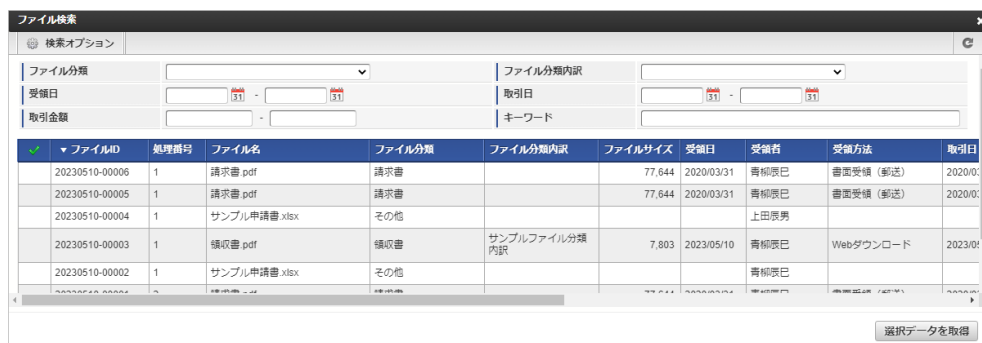 ファイル検索
検索オプション
ファイル分類 ファイル分類内訳
受領日 31 - 31 取引日 31 - 31
取引金額 - キーワード
▼ ファイルID 処理番号 ファイル名 ファイル分類 ファイル分類内訳 ファイルサイズ 受領日 受領者 受領方法 取引日
20230510-00006 1 請求書.pdf 請求書 77,644 2020/03/31 青柳辰巳 書面受領（郵送） 2020/03
20230510-00005 1 請求書.pdf 請求書 77,644 2020/03/31 青柳辰巳 書面受領（郵送） 2020/03
20230510-00004 1 サンプル申請書.xlsx その他 上田辰男
20230510-00003 1 領収書.pdf 領収書 サンプルファイル分類内訳 7,803 2023/05/10 青柳辰巳 Webダウンロード 2023/05
20230510-00002 1 サンプル申請書.xlsx その他 青柳辰巳
選択データを取得